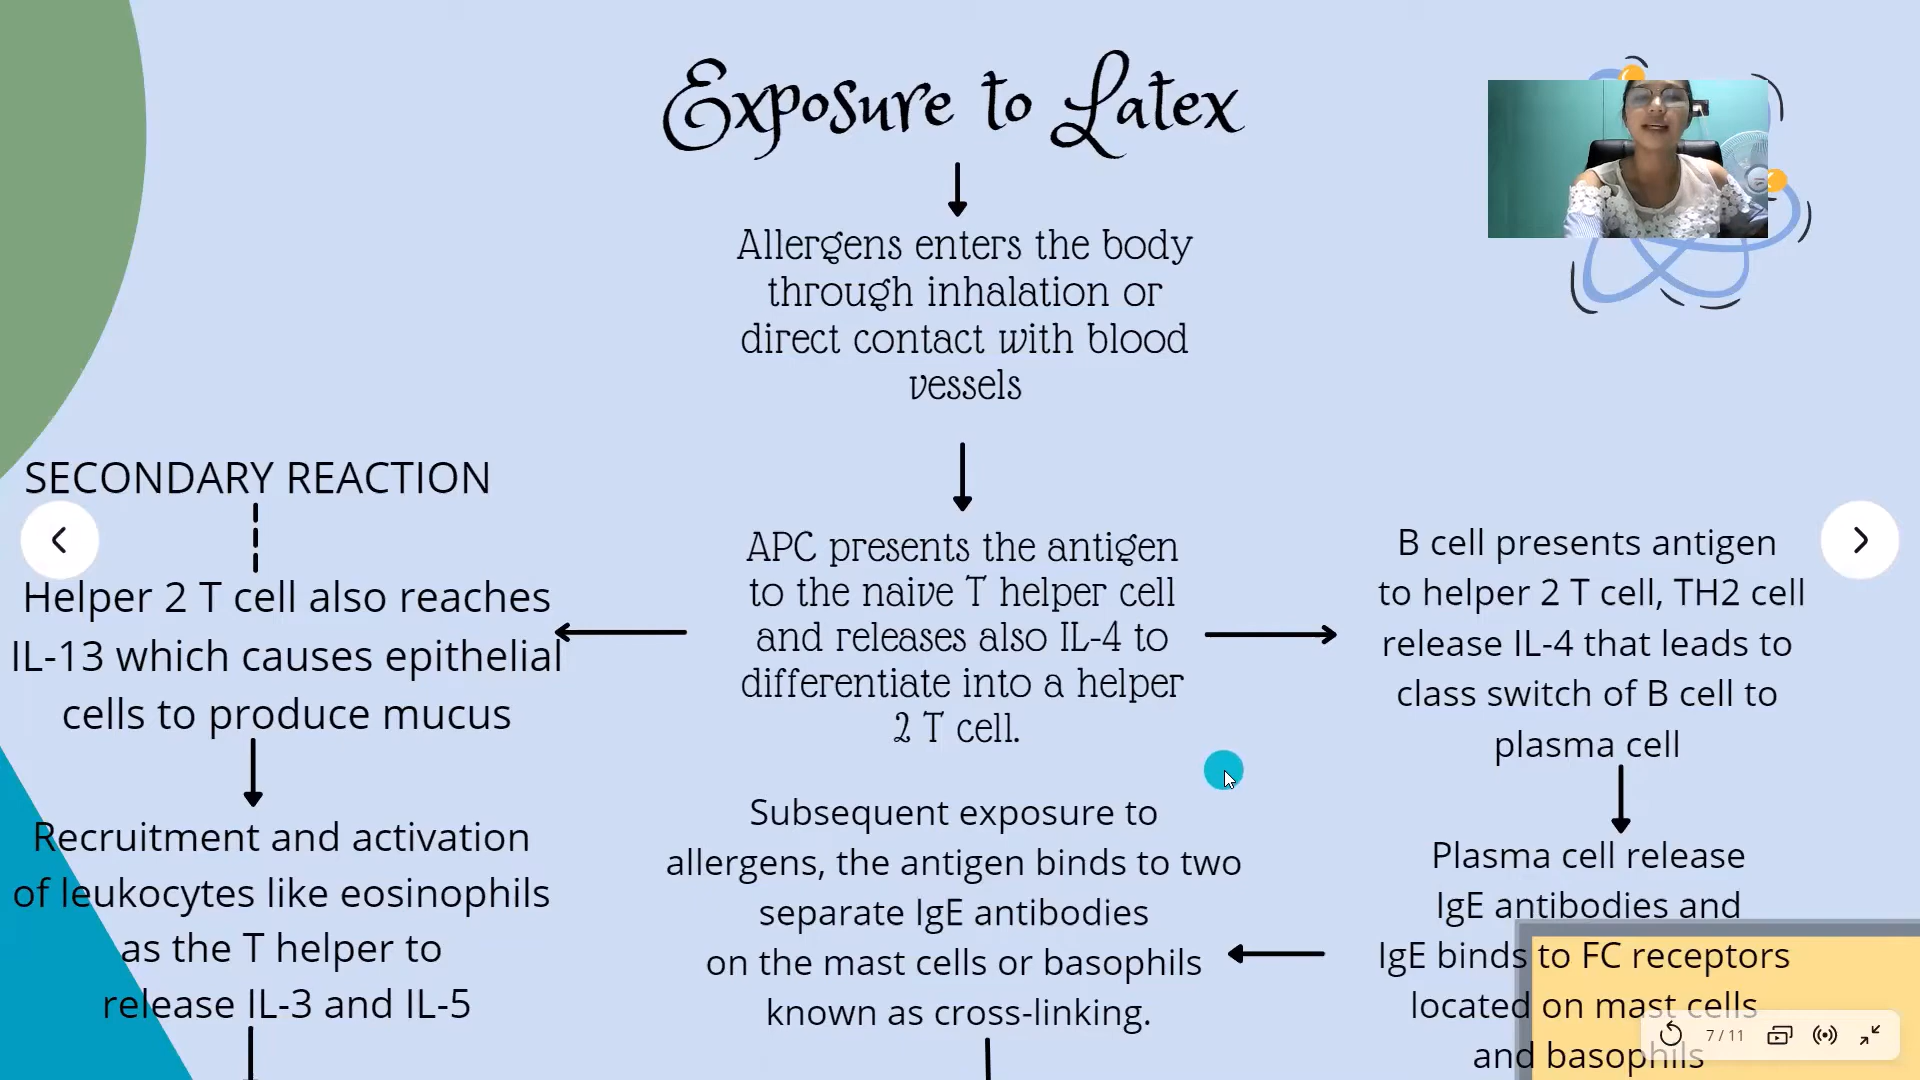 Exposure to Latex
Allergens enters the body
through inhalation or
direct contact with blood
vessels
SECONDARY REACTION
Helper 2 T cell also reaches
IL-13 which causes epithelial
cells to produce mucus
Recruitment and activation
of leukocytes like eosinophils
as the T helper to
release IL-3 and IL-5
APC presents the antigen
to the naive T helper cell
and releases also IL-4 to
differentiate into a helper
2 T cell.
Subsequent exposure to
allergens, the antigen binds to two
separate IgE antibodies
on the mast cells or basophils
known as cross-linking.
B cell presents antigen
to helper 2 T cell, TH2 cell
release IL-4 that leads to
class switch of B cell to
plasma cell
Plasma cell release
IgE antibodies and
IgE binds to FC receptors
located on mast cells
and basophils
7 / 11